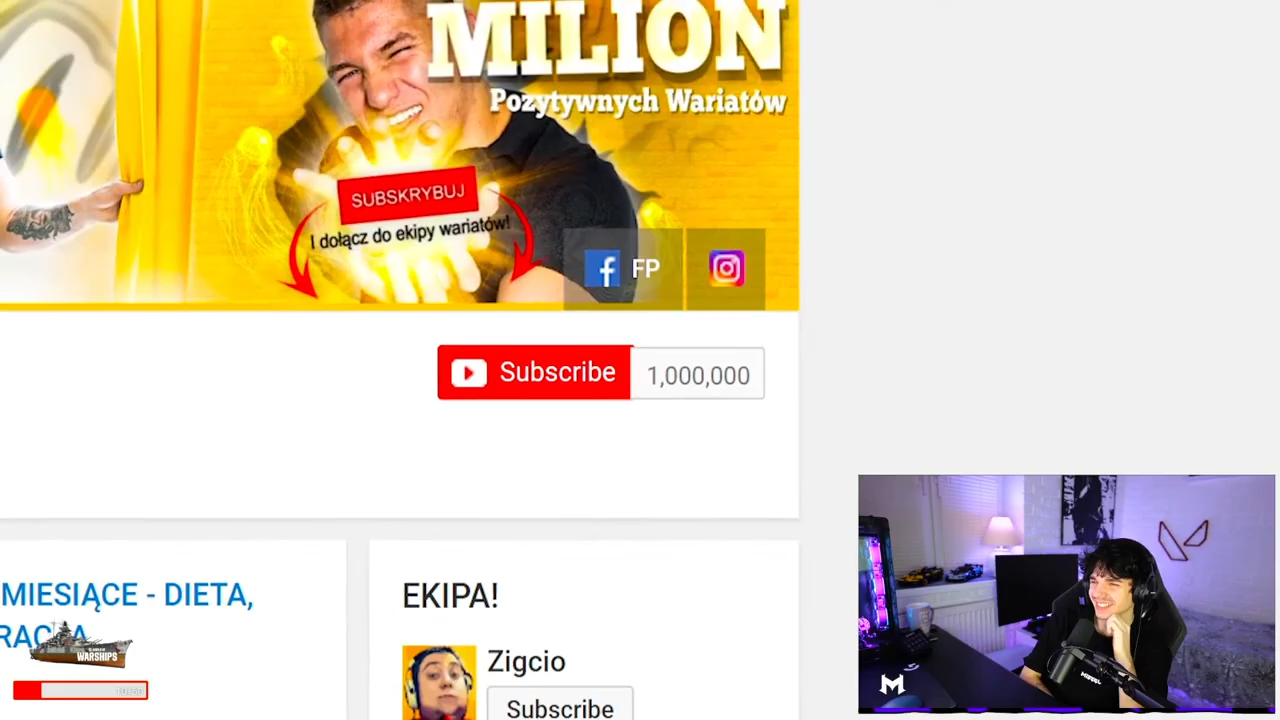 MILION
Pozytywnych Wariatów
SUBSKRYBUJ
I dołącz do ekipy wariatów!
FP
Subscribe
1,000,000
MIESIĄCE - DIETA,
EKIPA!
Zigcio
Subscribe
WARSHIPS